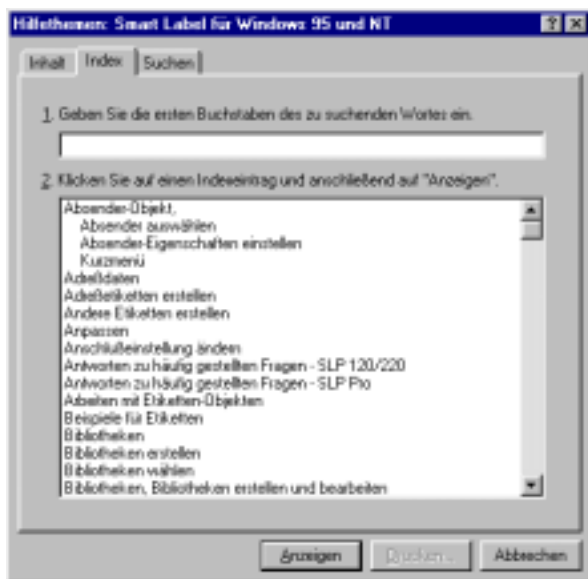 Hilfethemen: Smart Label für Windows 95 und NT
Inhalt Index Suchen
1. Geben Sie die ersten Buchstaben des zu suchenden Wortes ein.
2. Klicken Sie auf einen Indexeintrag und anschließend auf "Anzeigen".
Absender-Objekt,
Absender auswählen
Absender-Eigenschaften einstellen
Kurzmenü
Adreßdaten
Adreßetiketten erstellen
Andere Etiketten erstellen
Anpassen
Anschlußeinstellung ändern
Antworten zu häufig gestellten Fragen - SLP 120/220
Antworten zu häufig gestellten Fragen - SLP Pro
Arbeiten mit Etiketten-Objekten
Beispiele für Etiketten
Bibliotheken
Bibliotheken erstellen
Bibliotheken wählen
Bibliotheken, Bibliotheken erstellen und bearbeiten
Anzeigen Drucken... Abbrechen